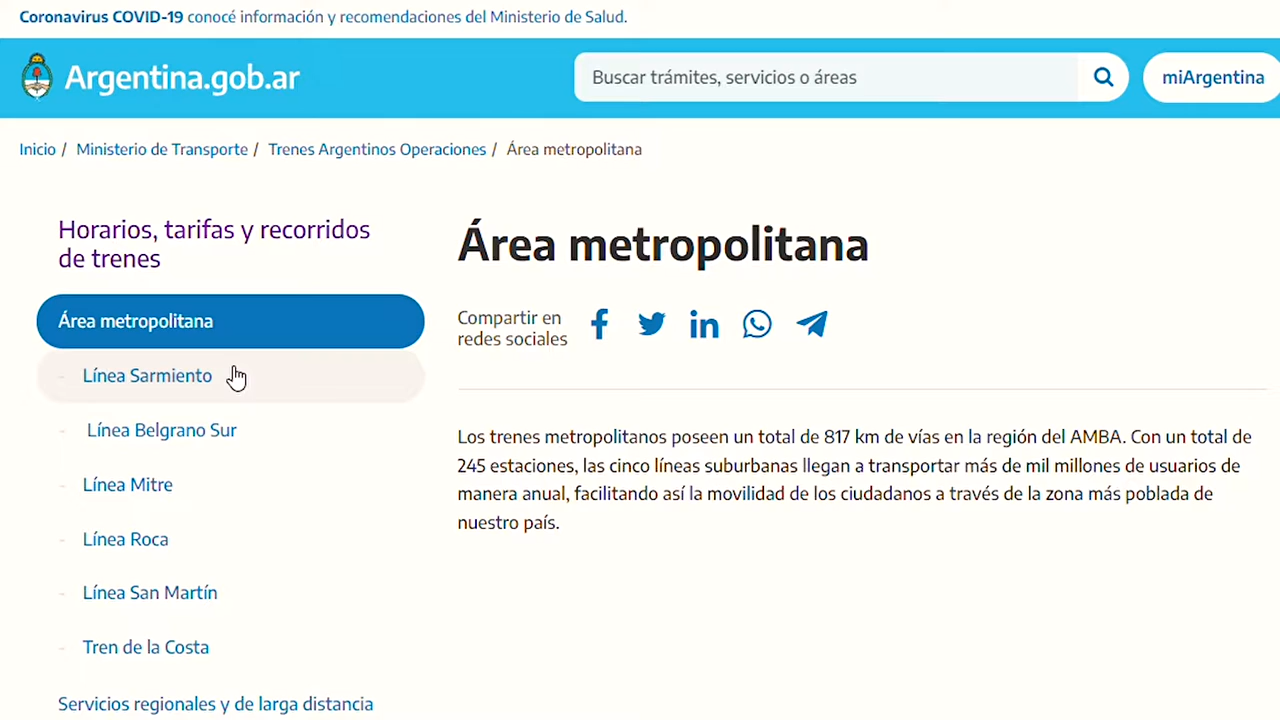 Coronavirus COVID-19 conocé información y recomendaciones del Ministerio de Salud.
Argentina.gob.ar
Buscar trámites, servicios o áreas
miArgentina
Inicio / Ministerio de Transporte / Trenes Argentinos Operaciones / Área metropolitana
Horarios, tarifas y recorridos
de trenes
Área metropolitana
- Línea Sarmiento
- Línea Belgrano Sur
- Línea Mitre
- Línea Roca
- Línea San Martín
- Tren de la Costa
Servicios regionales y de larga distancia
Área metropolitana
Compartir en
redes sociales
Los trenes metropolitanos poseen un total de 817 km de vías en la región del AMBA. Con un total de
245 estaciones, las cinco líneas suburbanas llegan a transportar más de mil millones de usuarios de
manera anual, facilitando así la movilidad de los ciudadanos a través de la zona más poblada de
nuestro país.